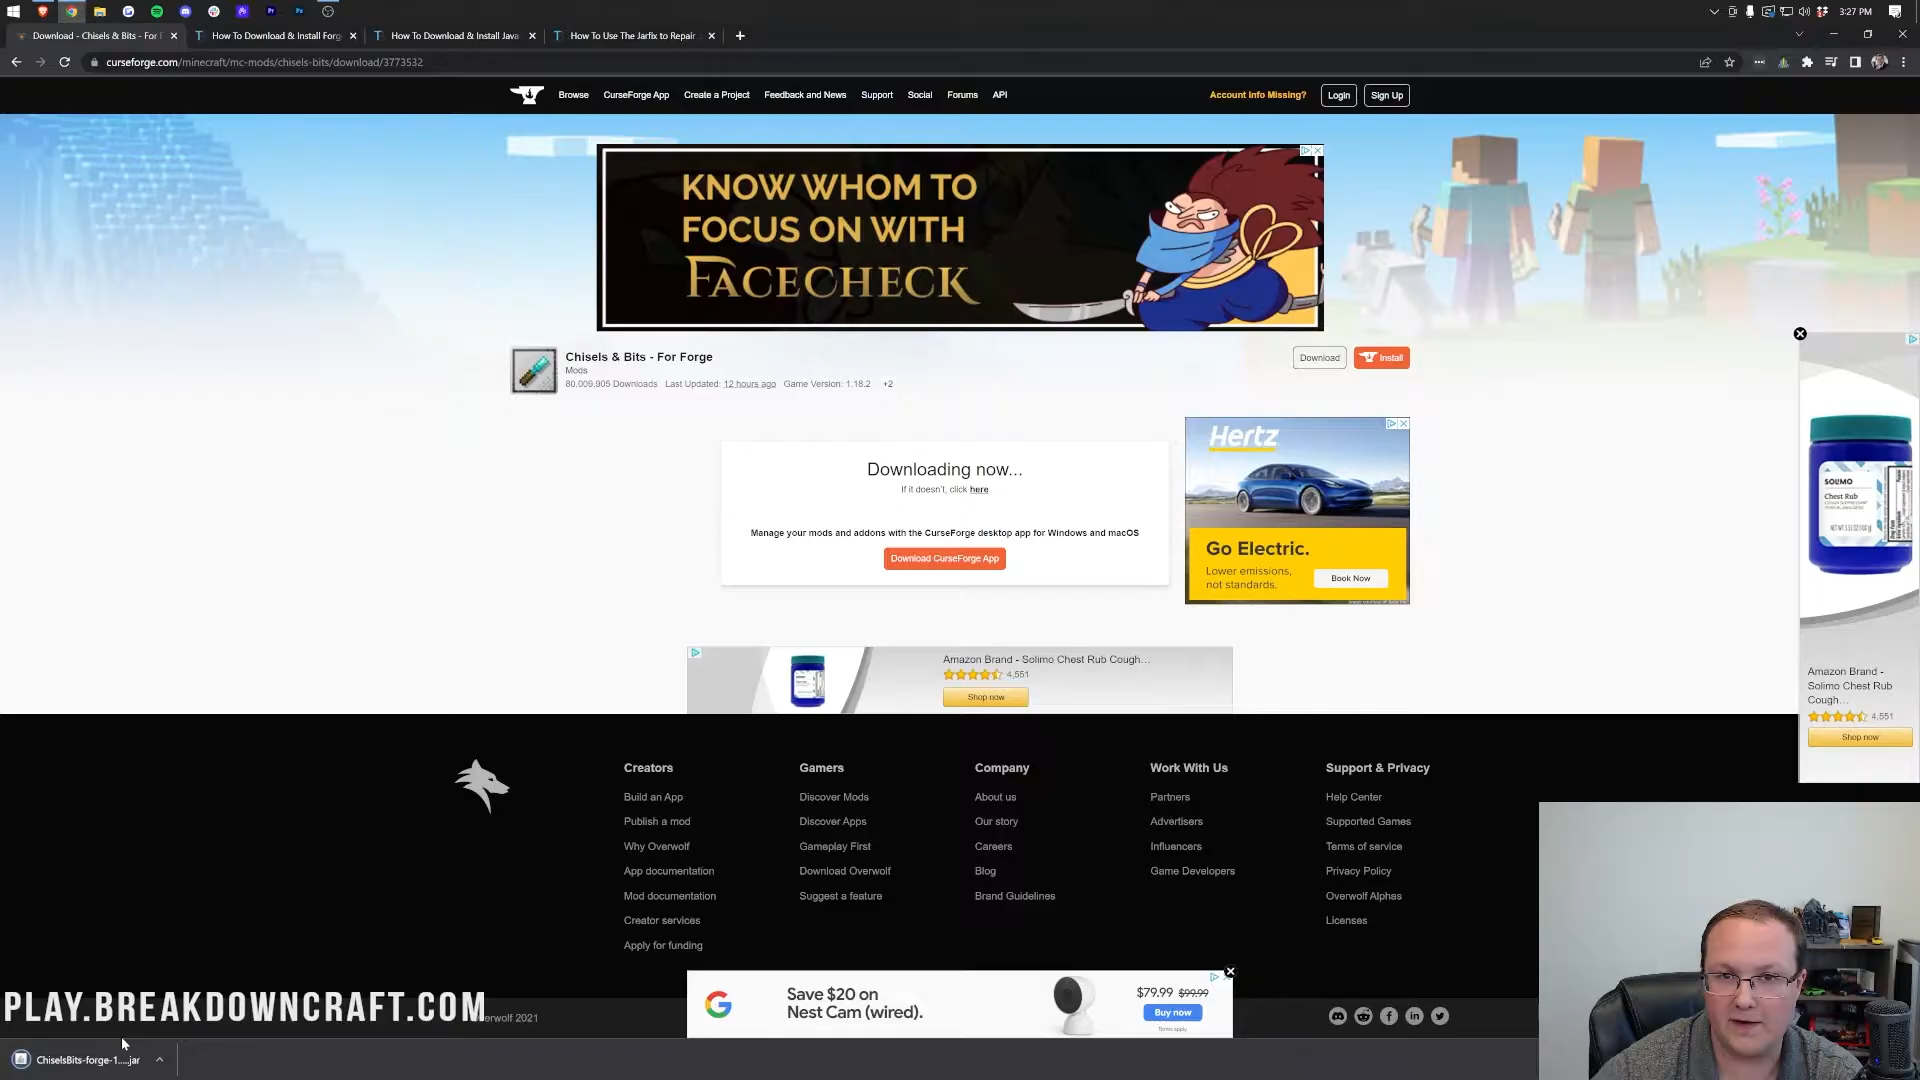 3:27 PM
Download - Chisels & Bits - For F
How To Download & Install Forg
How To Download & Install Java
How To Use The Jarfix to Repair
curseforge.com/minecraft/mc-mods/chisels-bits/download/3773532
Browse
CurseForge App
Create a Project
Feedback and News
Support
Social
Forums
API
Account Info Missing?
Login
Sign Up
KNOW WHOM TO
FOCUS ON WITH
FACECHECK
Chisels & Bits - For Forge
Mods
80,009,905 Downloads Last Updated: 12 hours ago Game Version: 1.18.2 +2
Download
Install
Downloading now...
If it doesn't, click here
Manage your mods and addons with the CurseForge desktop app for Windows and macOS
Download CurseForge App
Hertz
Go Electric.
Lower emissions,
not standards.
Book Now
Amazon Brand - Solimo Chest Rub Cough…
4,551
Shop now
SOLIMO
Chest Rub
Amazon Brand -
Solimo Chest Rub
Cough…
4,551
Shop now
Creators
Build an App
Publish a mod
Why Overwolf
App documentation
Mod documentation
Creator services
Apply for funding
Gamers
Discover Mods
Discover Apps
Gameplay First
Download Overwolf
Suggest a feature
Company
About us
Our story
Careers
Blog
Brand Guidelines
Work With Us
Partners
Advertisers
Influencers
Game Developers
Support & Privacy
Help Center
Supported Games
Terms of service
Privacy Policy
Overwolf Alphas
Licenses
Save $20 on
Nest Cam (wired).
$79.99 $99.99
Buy now
Terms apply.
PLAY.BREAKDOWNCRAFT.COM
erwolf 2021
ChiselsBits-forge-1....jar